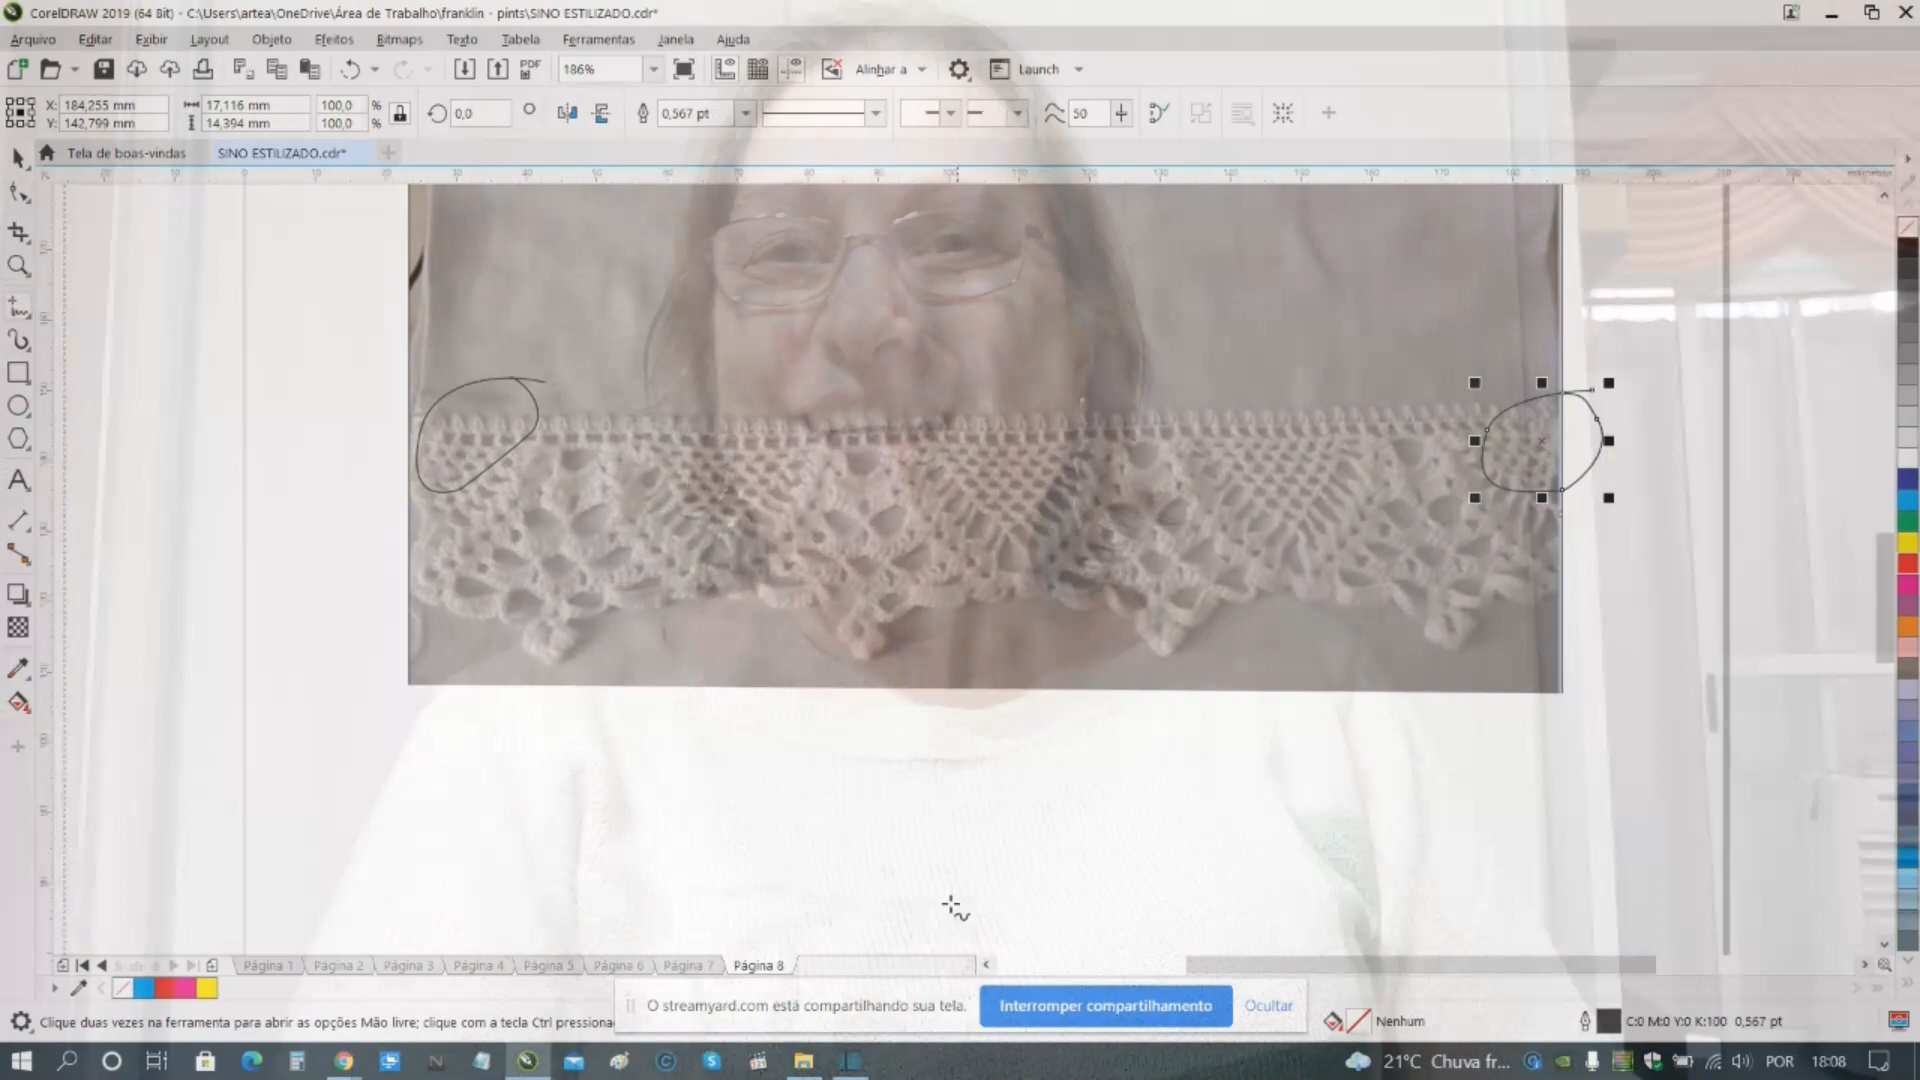 CorelDRAW 2019 (64 Bit) - C:\Users\artea\OneDrive\Área de Trabalho\franklin - pints\SINO ESTILIZADO.cdr*
Arquivo Editar Exibir Layout Objeto Efeitos Bitmaps Texto Tabela Ferramentas Janela Ajuda
PDF 186% Alinhar a Launch
X: 184,255 mm 17,116 mm 100,0 % 0,0 0,567 pt 50
Y: 142,799 mm 14,394 mm 100,0 %
Tela de boas-vindas SINO ESTILIZADO.cdr*
Página 1 Página 2 Página 3 Página 4 Página 5 Página 6 Página 7 Página 8
O streamyard.com está compartilhando sua tela. Interromper compartilhamento Ocultar
Clique duas vezes na ferramenta para abrir as opções Mão livre; clique com a tecla Ctrl pressiona Nenhum C:0 M:0 Y:0 K:100 0,567 pt
21°C Chuva fr... POR 18:08